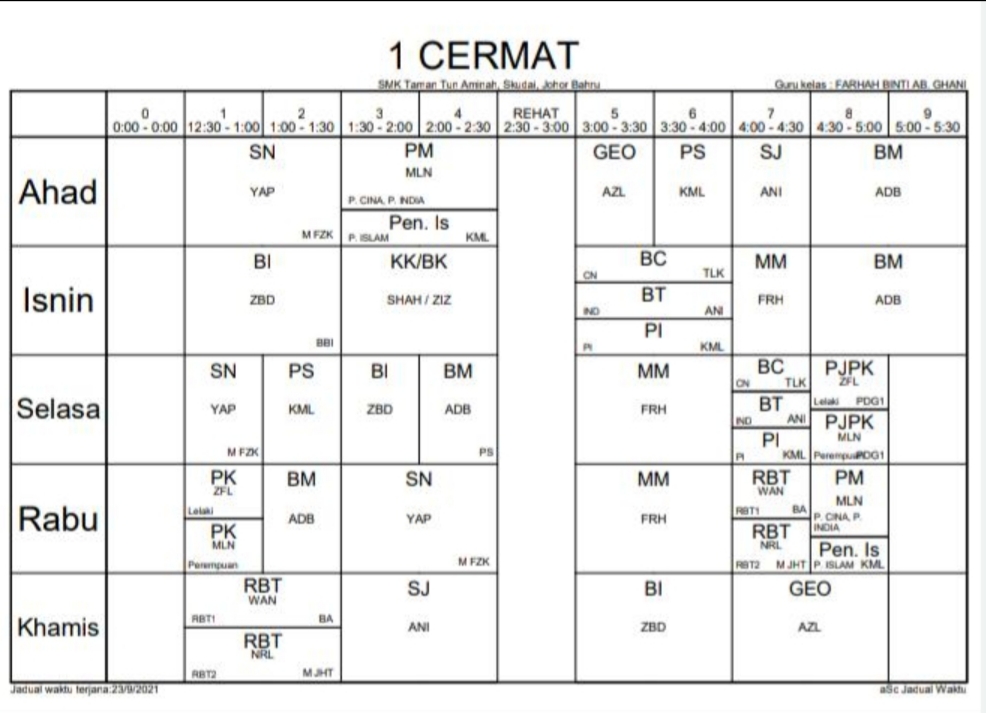 1 CERMAT
SMK Taman Tun Aminah, Skudai, Johor Bahru
Guru kelas : FARHAH BINTI AB. GHANI
0 1 2 3 4 REHAT 5 6 7 8 9
0:00 - 0:00 12:30 - 1:00 1:00 - 1:30 1:30 - 2:00 2:00 - 2:30 2:30 - 3:00 3:00 - 3:30 3:30 - 4:00 4:00 - 4:30 4:30 - 5:00 5:00 - 5:30
Ahad
SN
YAP
M FZK
PM
MLN
P. CINA, P. INDIA
Pen. Is
P. ISLAM KML
GEO
AZL
PS
KML
SJ
ANI
BM
ADB
Isnin
BI
ZBD
BBI
KK/BK
SHAH / ZIZ
BC
CN TLK
BT
IND ANI
PI
PI KML
MM
FRH
BM
ADB
Selasa
SN
YAP
M FZK
PS
KML
BI
ZBD
BM
ADB
PS
MM
FRH
BC
CN TLK
BT
IND ANI
PI
PI KML
PJPK
ZFL
Lelaki PDG1
PJPK
MLN
Perempuan PDG1
Rabu
PK
ZFL
Lelaki
PK
MLN
Perempuan
BM
ADB
SN
YAP
M FZK
MM
FRH
RBT
WAN
RBT1 BA
RBT
NRL
RBT2 M JHT
PM
MLN
P. CINA, P.
INDIA
Pen. Is
P. ISLAM KML
Khamis
RBT
WAN
RBT1 BA
RBT
NRL
RBT2 M JHT
SJ
ANI
BI
ZBD
GEO
AZL
Jadual waktu terjana:23/9/2021
aSc Jadual Waktu